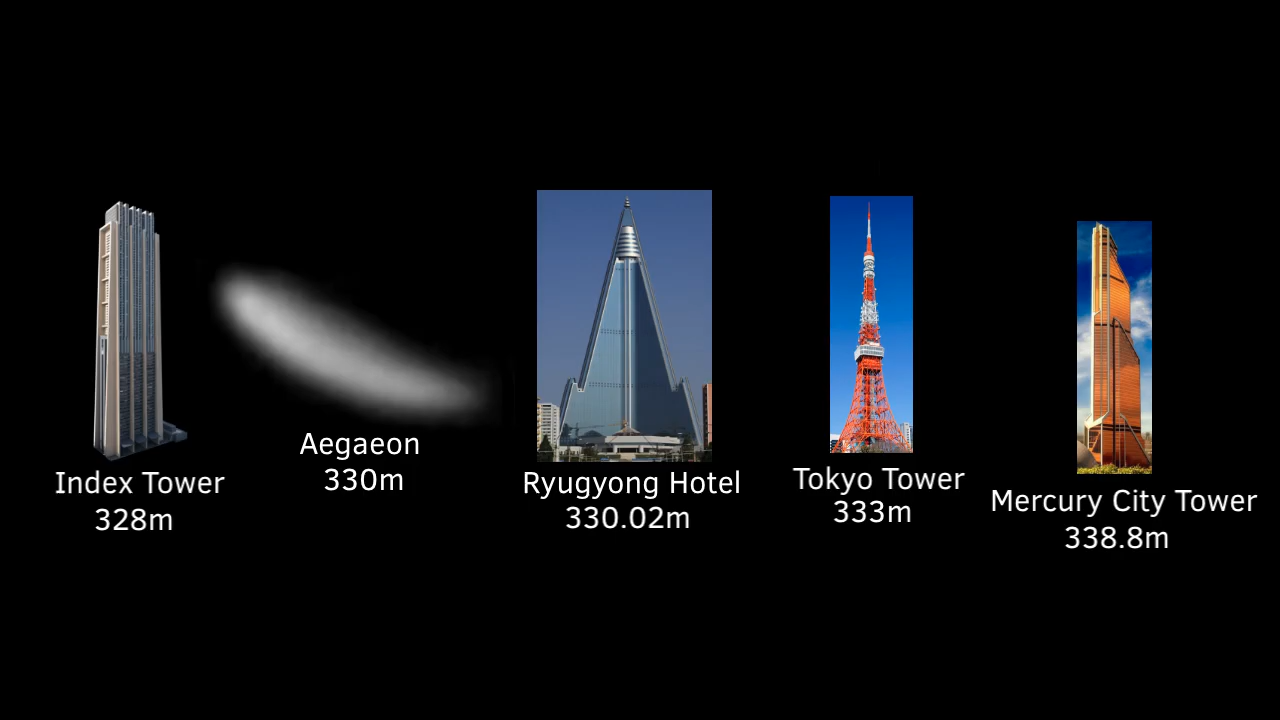 Index Tower
328m
Aegaeon
330m
Ryugyong Hotel
330.02m
Tokyo Tower
333m
Mercury City Tower
338.8m